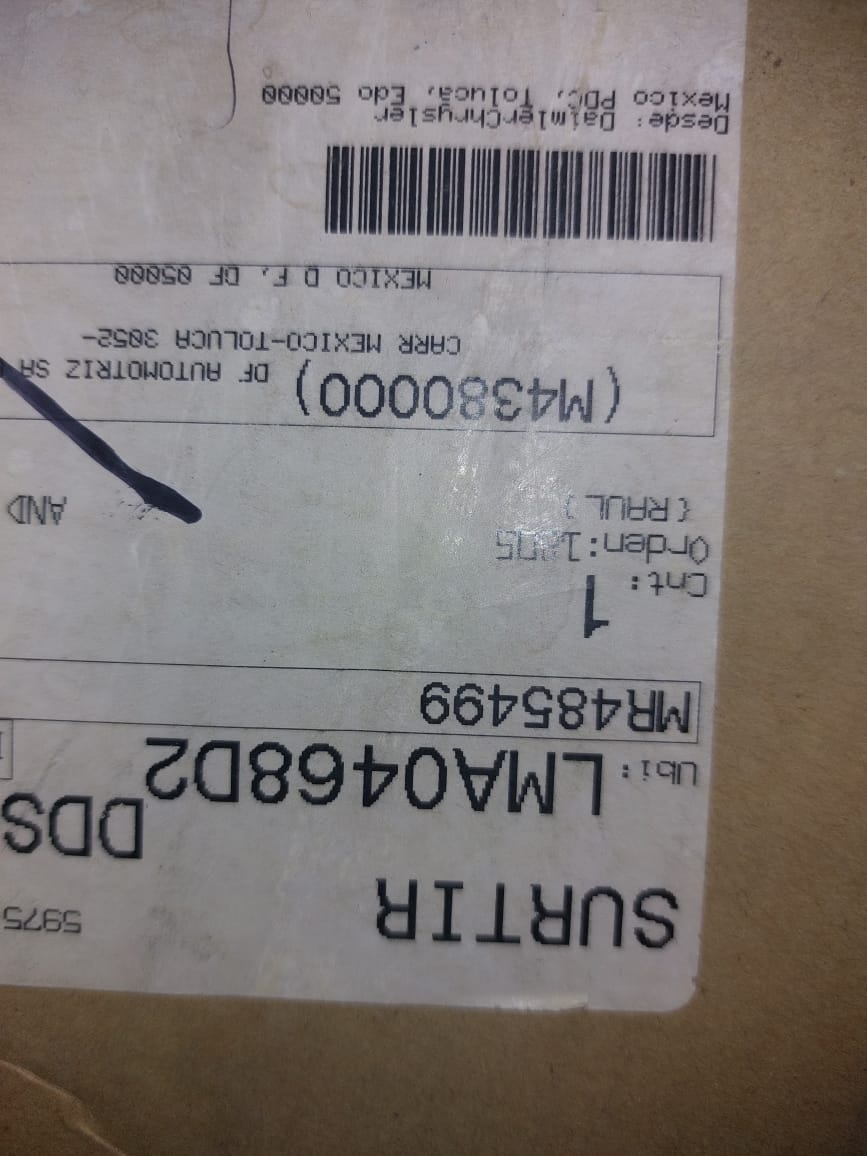 5975
SURTIR
DDS
Ubi: LMA0468D2
MR485499
Cnt: 1
Orden:1805
(RAUL) AND
(M4380000) DF AUTOMOTRIZ SA
CARR MEXICO-TOLUCA 3052-
MEXICO D F, DF 05000
Desde: DaimlerChrysler
Mexico PDC, Toluca, Edo 50000